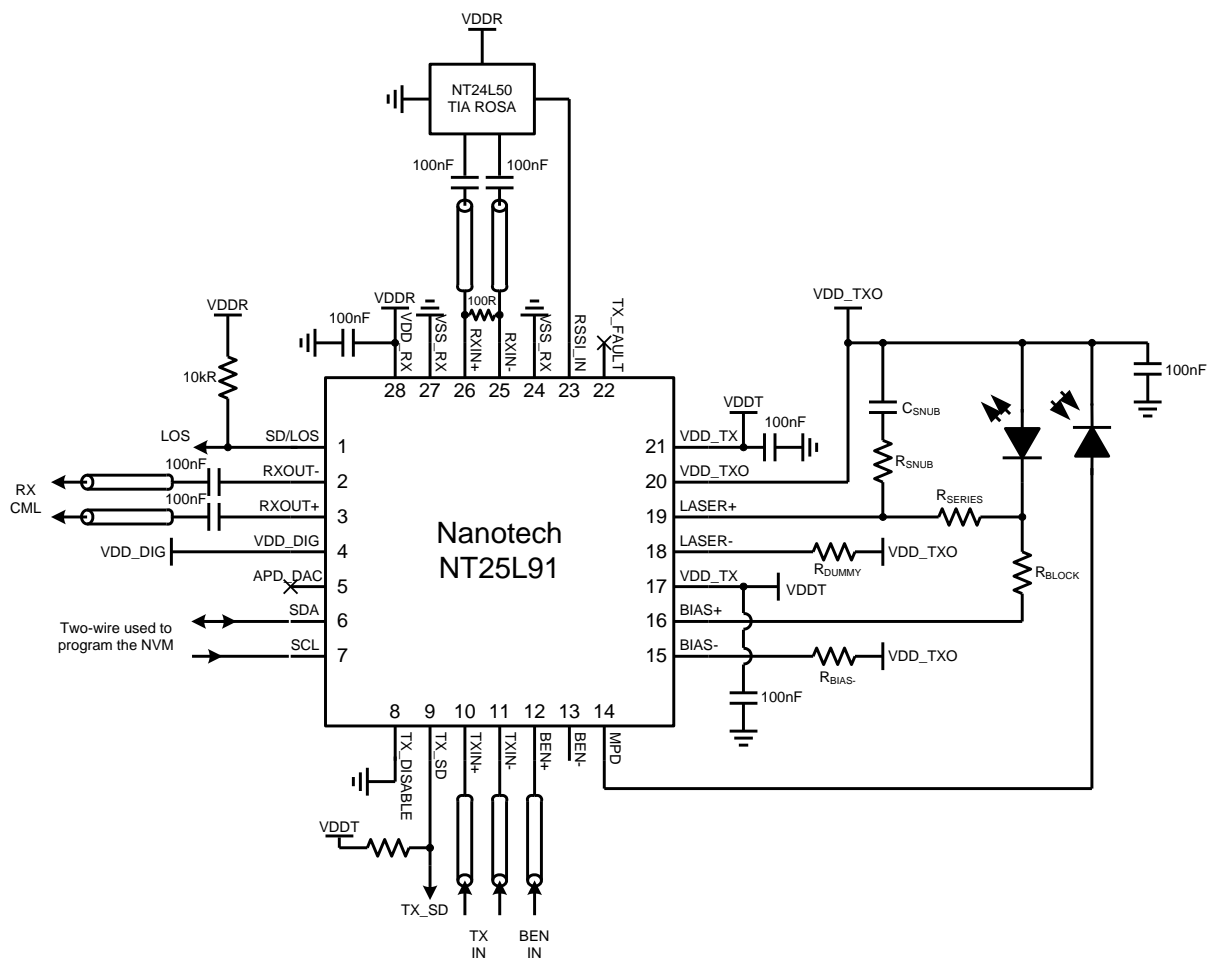 VDDR
NT24L50
TIA ROSA
100nF
100nF
VDDR
10kR
100nF
VDDR
VDD_RX
VSS_RX
RXIN+
100R
RXIN-
VSS_RX
RSSI_IN
TX_FAULT
28
27
26
25
24
23
22
LOS
SD/LOS
1
100nF
RXOUT-
2
RX
CML
100nF
RXOUT+
3
VDD_DIG
VDD_DIG
4
APD_DAC
5
SDA
6
Two-wire used to
program the NVM
SCL
7
Nanotech
NT25L91
VDD_TXO
100nF
VDDT
100nF
21
VDD_TX
20
VDD_TXO
CSNUB
RSNUB
19
LASER+
RSERIES
18
LASER-
RDUMMY
VDD_TXO
17
VDD_TX
VDDT
RBLOCK
16
BIAS+
15
BIAS-
RBIAS-
VDD_TXO
100nF
8
9
10
11
12
13
14
TX_DISABLE
TX_SD
TXIN+
TXIN-
BEN+
BEN-
MPD
VDDT
TX_SD
TX
IN
BEN
IN